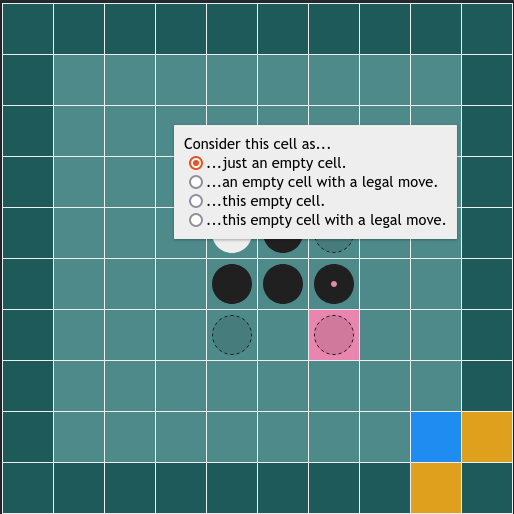 Consider this cell as...
...just an empty cell.
...an empty cell with a legal move.
...this empty cell.
...this empty cell with a legal move.